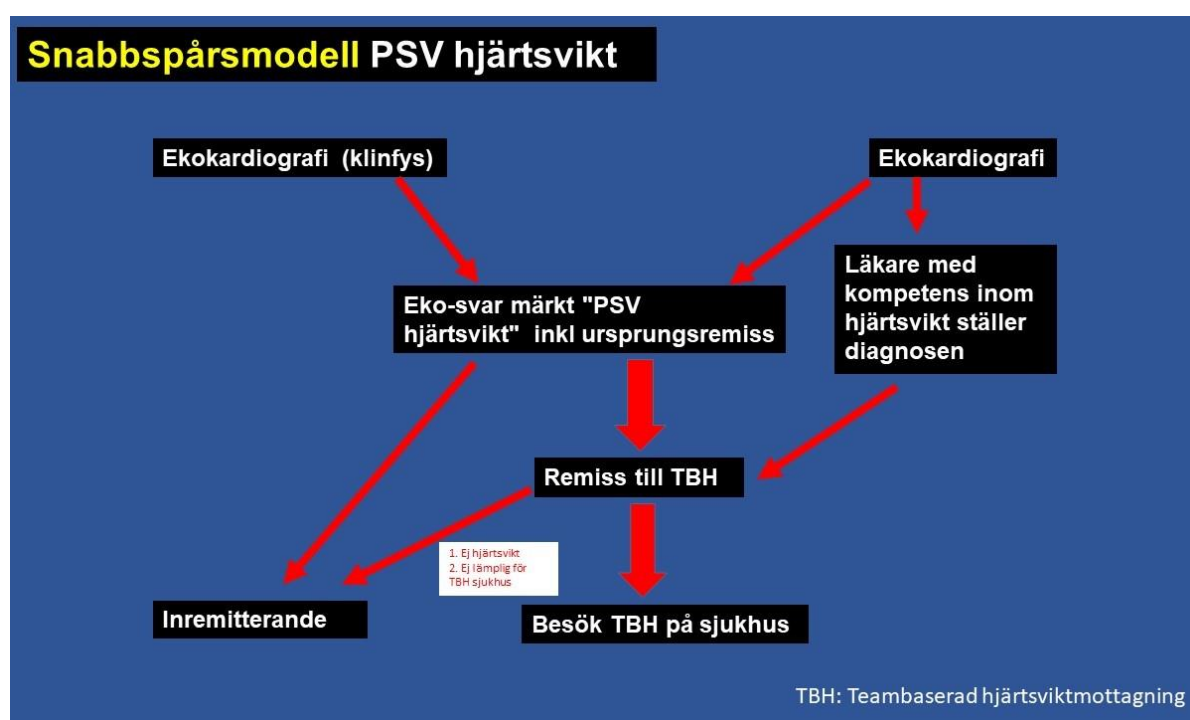 Snabbspårsmodell PSV hjärtsvikt
Ekokardiografi (klinfys)
Ekokardiografi
Läkare med
kompetens inom
hjärtsvikt ställer
diagnosen
Eko-svar märkt "PSV
hjärtsvikt" inkl ursprungsremiss
Remiss till TBH
1. Ej hjärtsvikt
2. Ej lämplig för
TBH sjukhus
Inremitterande
Besök TBH på sjukhus
TBH: Teambaserad hjärtsviktmottagning